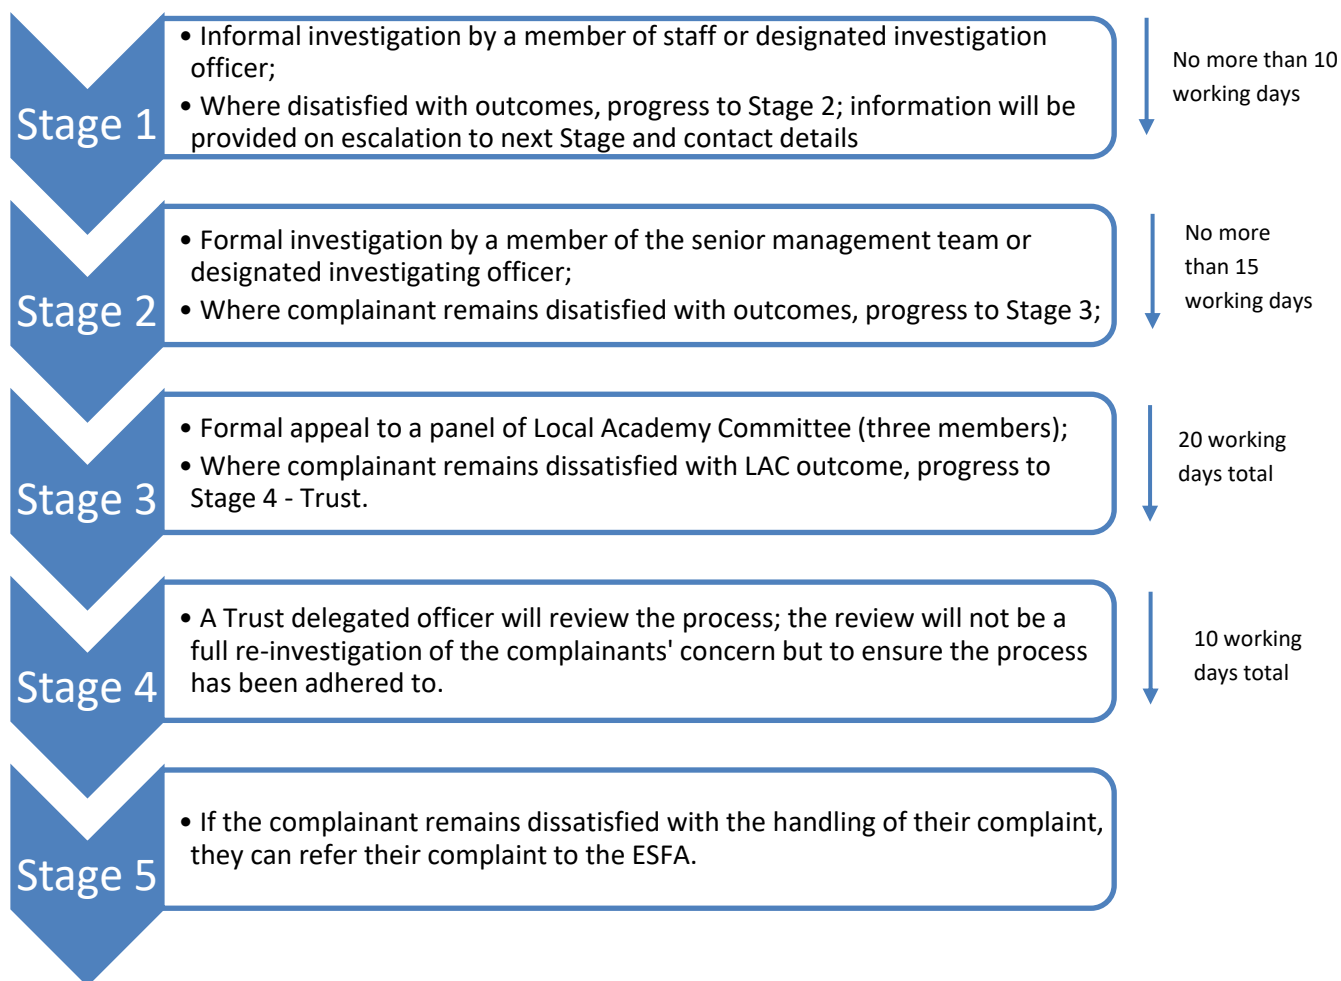 Stage 1
• Informal investigation by a member of staff or designated investigation
officer;
• Where disatisfied with outcomes, progress to Stage 2; information will be
provided on escalation to next Stage and contact details
No more than 10
working days
Stage 2
• Formal investigation by a member of the senior management team or
designated investigating officer;
• Where complainant remains disatisfied with outcomes, progress to Stage 3;
No more
than 15
working days
Stage 3
• Formal appeal to a panel of Local Academy Committee (three members);
• Where complainant remains dissatisfied with LAC outcome, progress to
Stage 4 - Trust.
20 working
days total
Stage 4
• A Trust delegated officer will review the process; the review will not be a
full re-investigation of the complainants' concern but to ensure the process
has been adhered to.
10 working
days total
Stage 5
• If the complainant remains dissatisfied with the handling of their complaint,
they can refer their complaint to the ESFA.